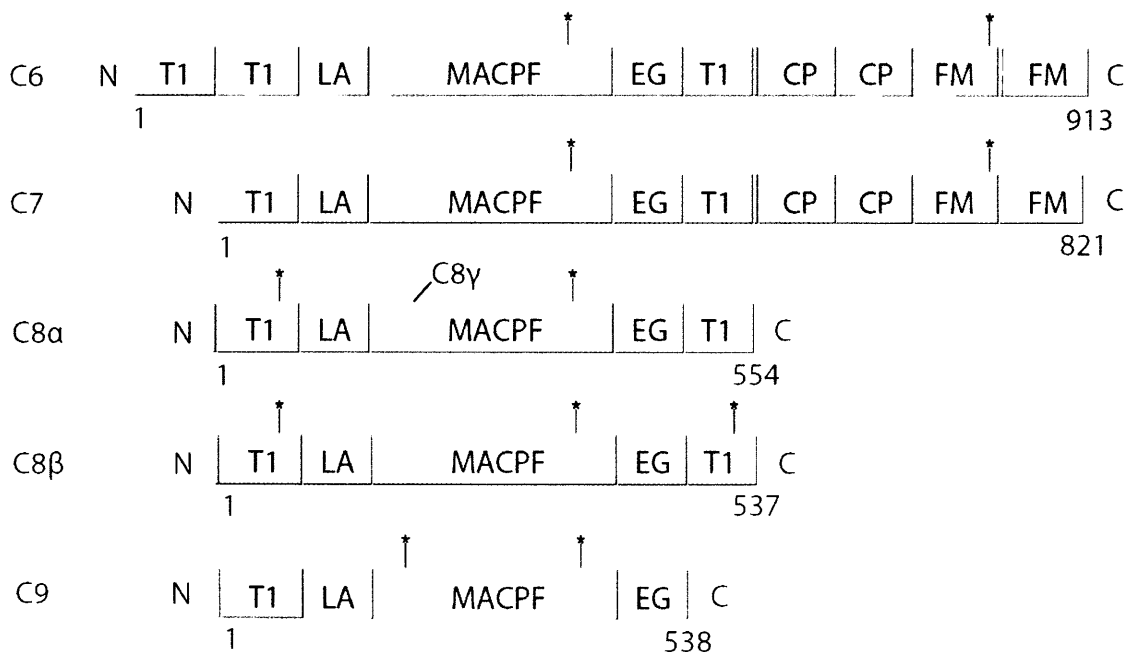 * *
C6 N T1 T1 LA MACPF EG T1 CP CP FM FM C
1 913
* *
C7 N T1 LA MACPF EG T1 CP CP FM FM C
1 821
* C8γ *
C8α N T1 LA MACPF EG T1 C
1 554
* * *
C8β N T1 LA MACPF EG T1 C
1 537
* *
C9 N T1 LA MACPF EG C
1 538